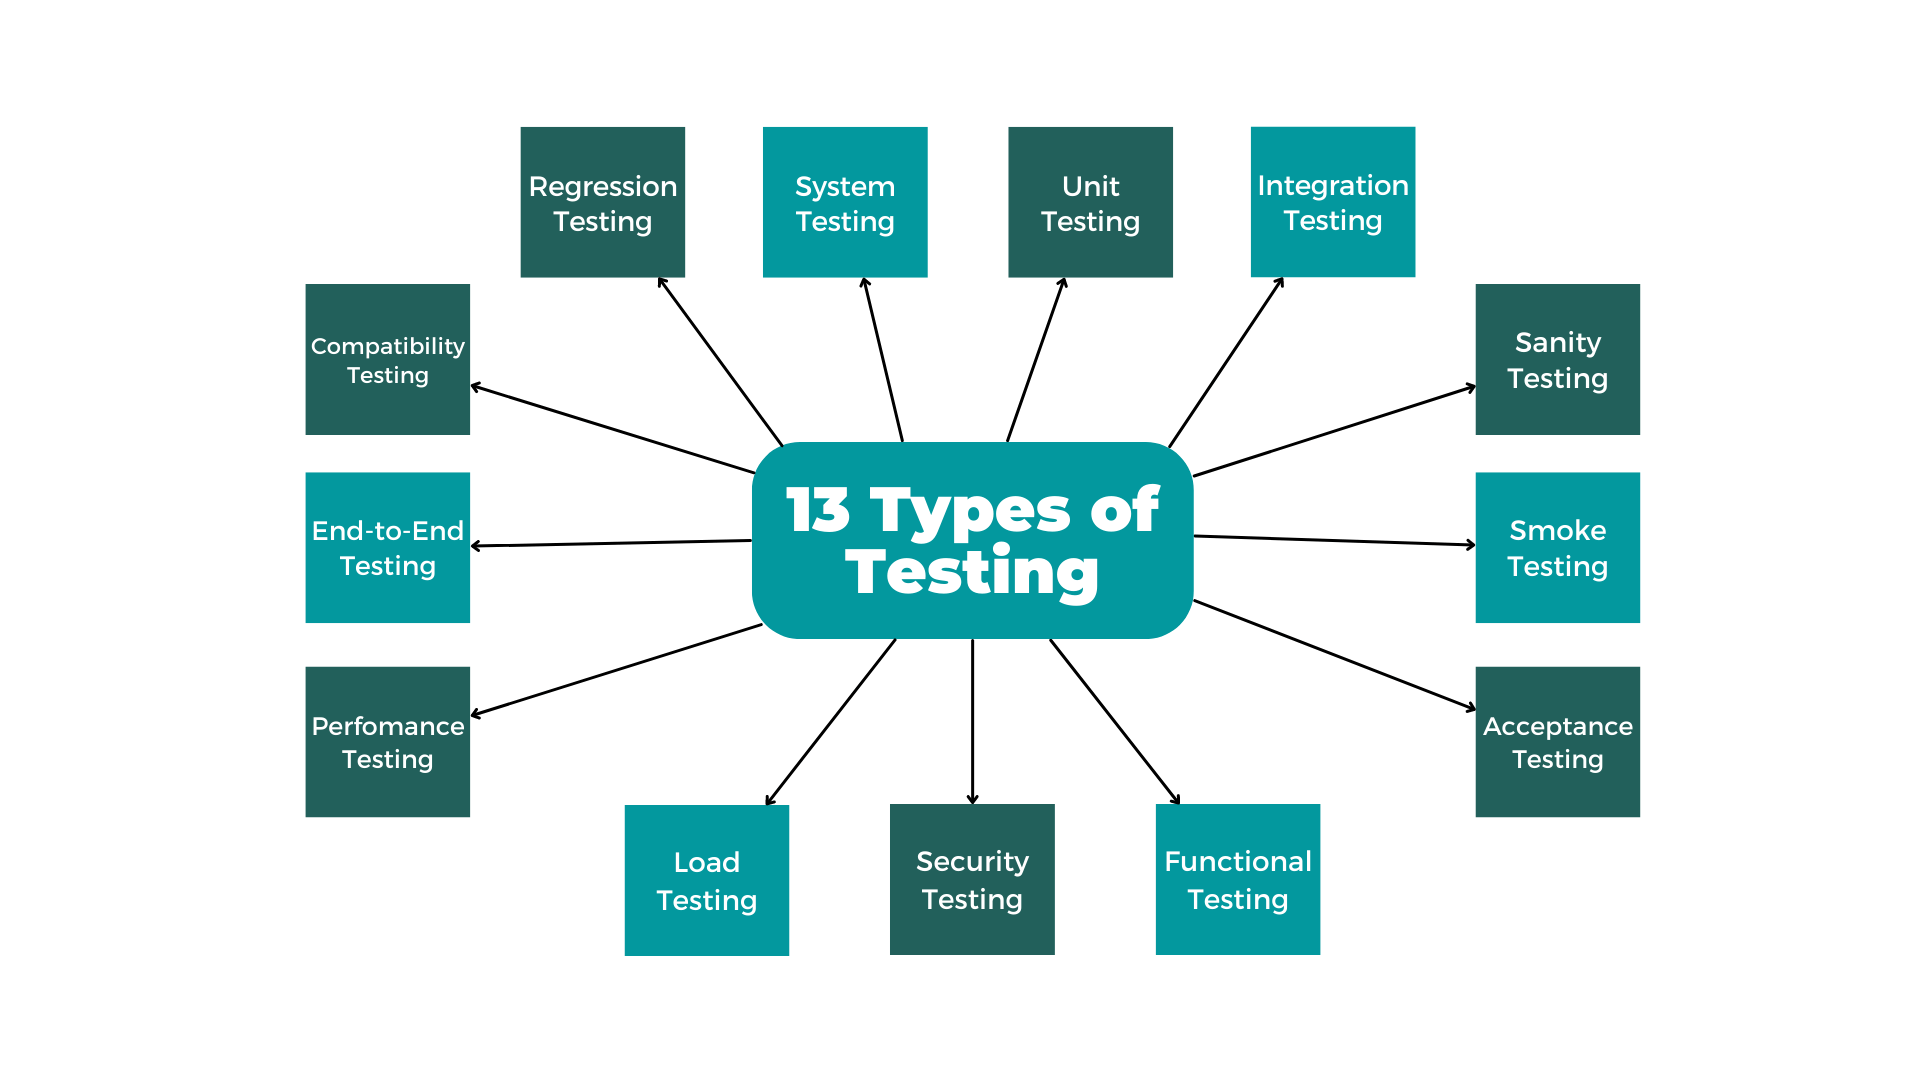 Regression
Testing
System
Testing
Unit
Testing
Integration
Testing
Compatibility
Testing
Sanity
Testing
13 Types of
Testing
End-to-End
Testing
Smoke
Testing
Perfomance
Testing
Acceptance
Testing
Load
Testing
Security
Testing
Functional
Testing